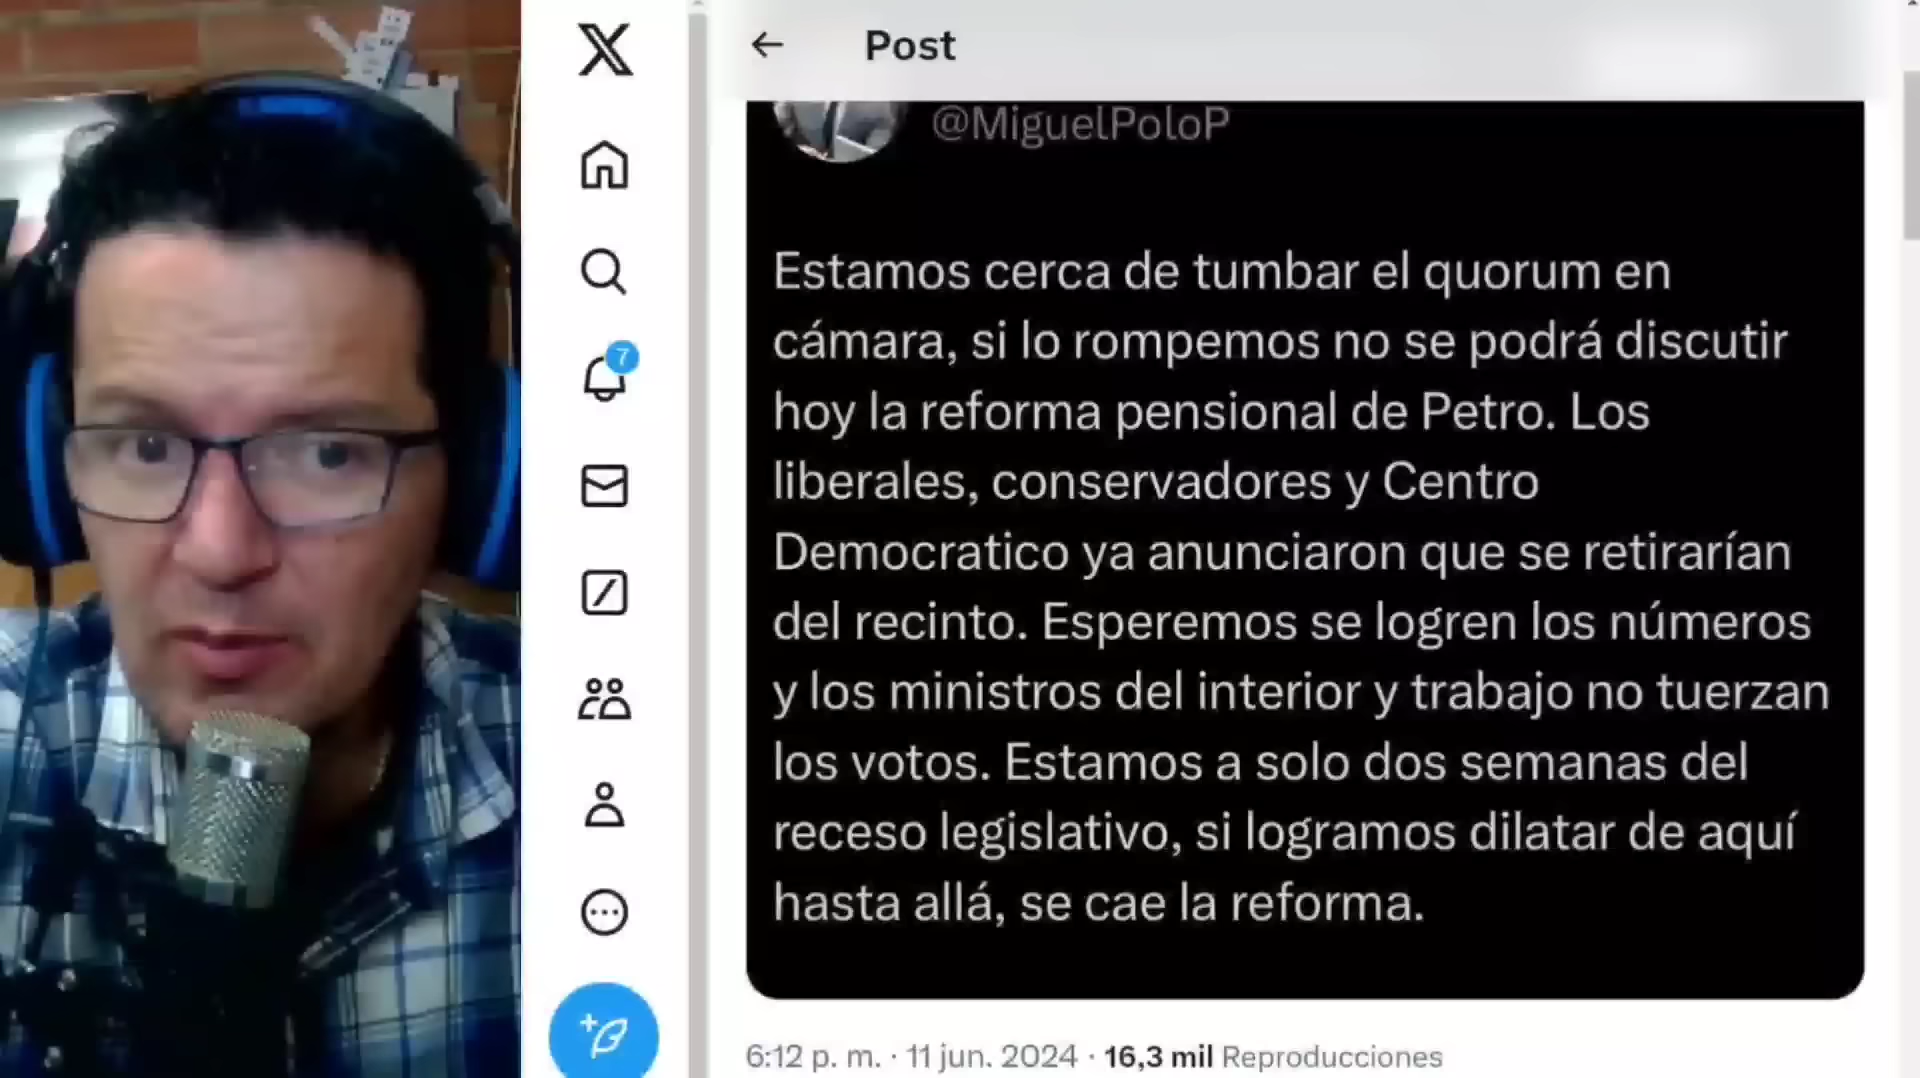 Post
@MiguelPoloP
Estamos cerca de tumbar el quorum en
cámara, si lo rompemos no se podrá discutir
hoy la reforma pensional de Petro. Los
liberales, conservadores y Centro
Democratico ya anunciaron que se retirarían
del recinto. Esperemos se logren los números
y los ministros del interior y trabajo no tuerzan
los votos. Estamos a solo dos semanas del
receso legislativo, si logramos dilatar de aquí
hasta allá, se cae la reforma.
6:12 p. m. · 11 jun. 2024 · 16,3 mil Reproducciones
7